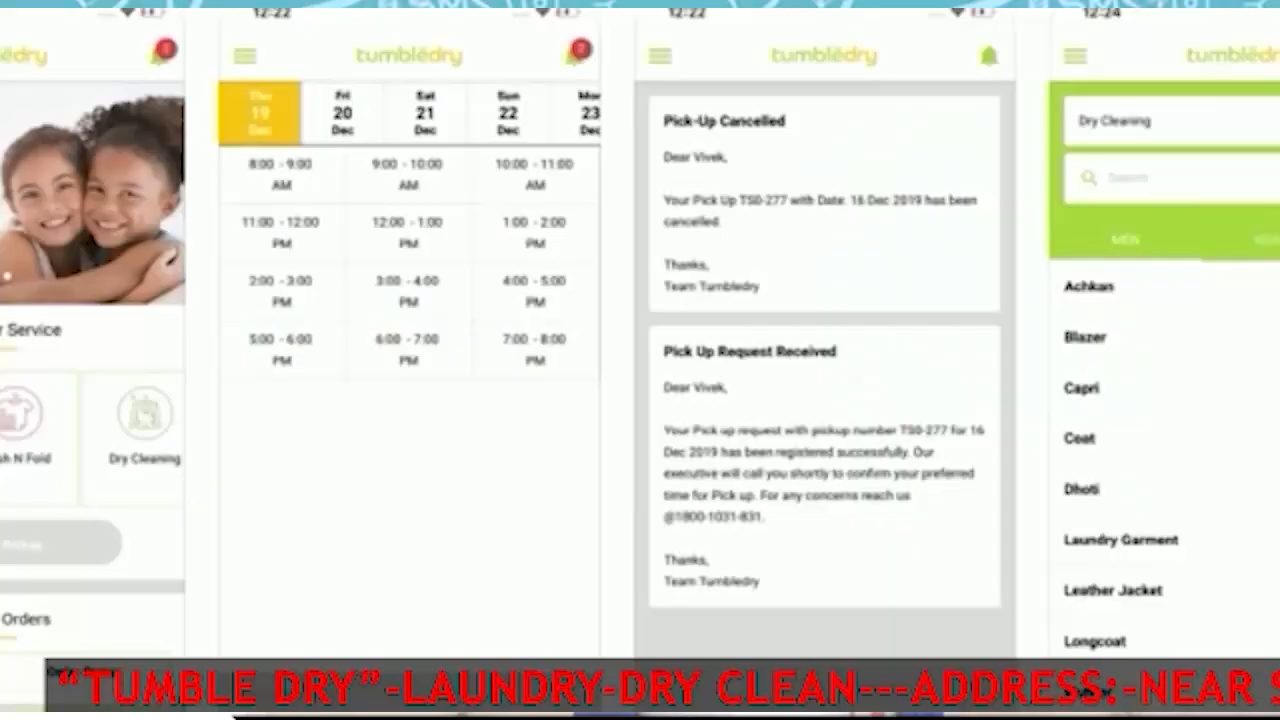 ëdry
r Service
sh N Fold
Dry Cleaning
Orders
12:22
tumbledry
Thu
19
Dec
Fri
20
Dec
Sat
21
Dec
Sun
22
Dec
Mon
23
Dec
8:00 - 9:00
AM
9:00 - 10:00
AM
10:00 - 11:00
AM
11:00 - 12:00
PM
12:00 - 1:00
PM
1:00 - 2:00
PM
2:00 - 3:00
PM
3:00 - 4:00
PM
4:00 - 5:00
PM
5:00 - 6:00
PM
6:00 - 7:00
PM
7:00 - 8:00
PM
12:22
tumbledry
Pick-Up Cancelled
Dear Vivek,
Your Pick Up TS0-277 with Date: 16 Dec 2019 has been
cancelled.
Thanks,
Team Tumbledry
Pick Up Request Received
Dear Vivek,
Your Pick up request with pickup number TS0-277 for 16
Dec 2019 has been registered successfully. Our
executive will call you shortly to confirm your preferred
time for Pick up. For any concerns reach us
@1800-1031-831.
Thanks,
Team Tumbledry
12:24
tumbledr
Dry Cleaning
Search
MEN
Achkan
Blazer
Capri
Coat
Dhoti
Laundry Garment
Leather Jacket
Longcoat
“TUMBLE DRY”-LAUNDRY-DRY CLEAN---ADDRESS:-NEAR S